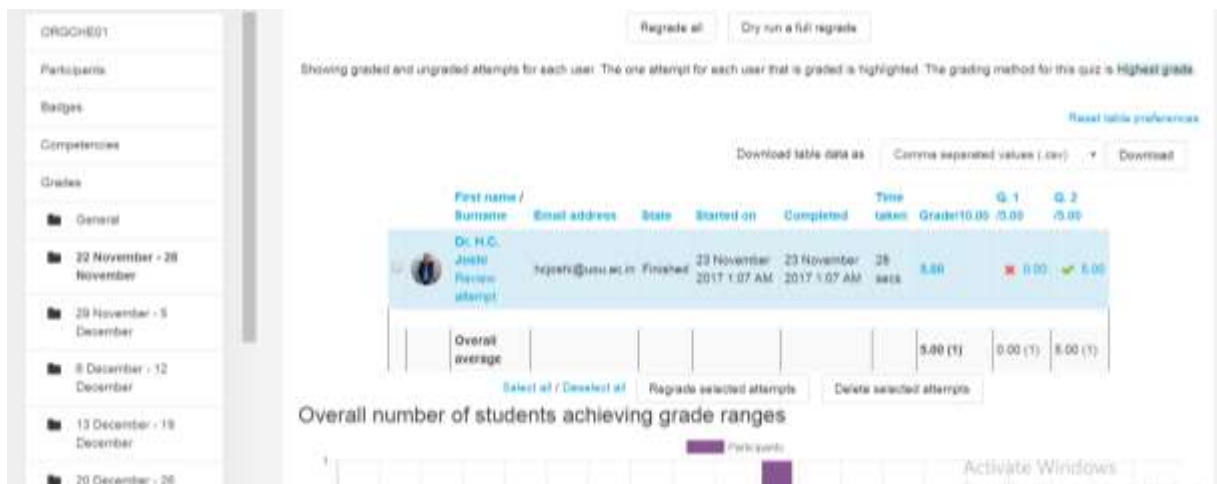 ORGCHE01
Participants
Badges
Competencies
Grades
General
22 November - 28
November
29 November - 5
December
6 December - 12
December
13 December - 19
December
20 December - 26
Regrade all Dry run a full regrade
Showing graded and ungraded attempts for each user. The one attempt for each user that is graded is highlighted. The grading method for this quiz is Highest grade.
Reset table preferences
Download table data as Comma separated values (.csv) Download
First name /
Surname Email address State Started on Completed Time
taken Grade/10.00 Q. 1
/5.00 Q. 2
/5.00
Dr. H.C.
Joshi
Review
attempt
hcjoshi@uou.ac.in Finished 23 November
2017 1:07 AM 23 November
2017 1:07 AM 28
secs 5.00 0.00 5.00
Overall
average 5.00 (1) 0.00 (1) 5.00 (1)
Select all / Deselect all Regrade selected attempts Delete selected attempts
Overall number of students achieving grade ranges
Participants
1
Activate Windows